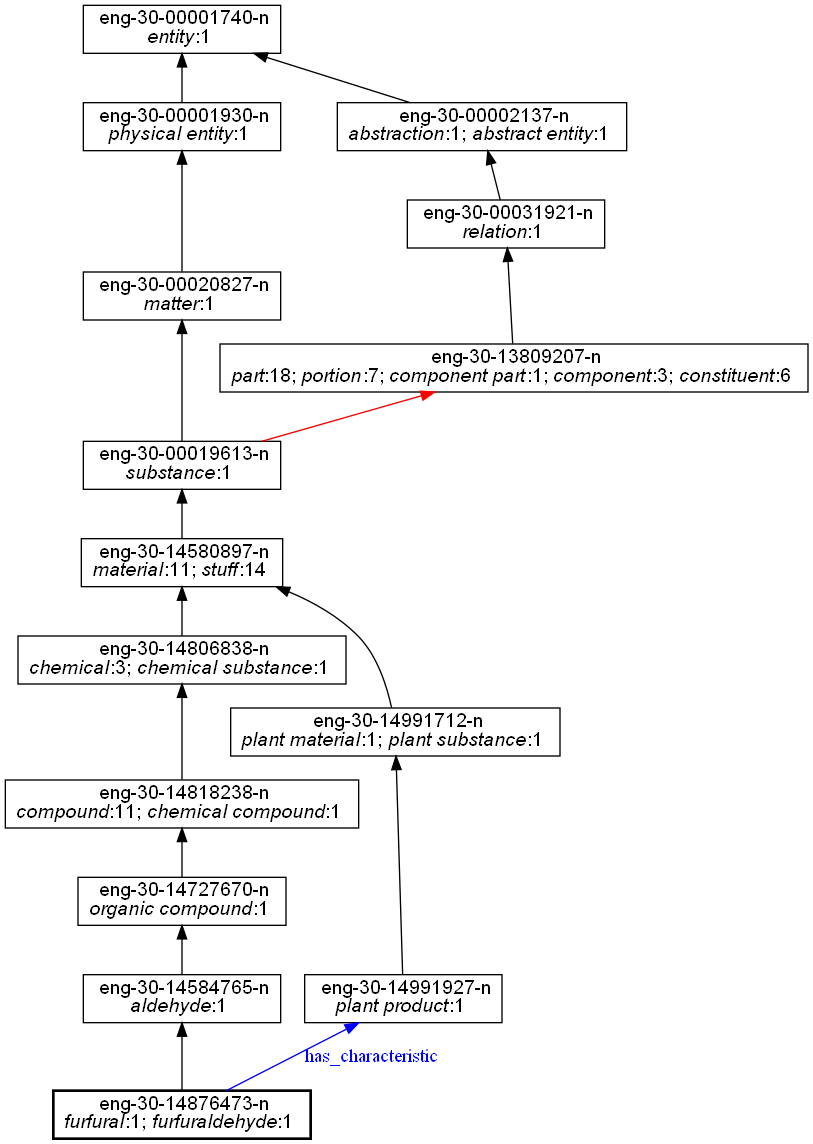 eng-30-00001740-n
entity:1
eng-30-00001930-n
physical entity:1
eng-30-00002137-n
abstraction:1; abstract entity:1
eng-30-00031921-n
relation:1
eng-30-00020827-n
matter:1
eng-30-13809207-n
part:18; portion:7; component part:1; component:3; constituent:6
eng-30-00019613-n
substance:1
eng-30-14580897-n
material:11; stuff:14
eng-30-14806838-n
chemical:3; chemical substance:1
eng-30-14991712-n
plant material:1; plant substance:1
eng-30-14818238-n
compound:11; chemical compound:1
eng-30-14727670-n
organic compound:1
eng-30-14584765-n
aldehyde:1
eng-30-14991927-n
plant product:1
has_characteristic
eng-30-14876473-n
furfural:1; furfuraldehyde:1